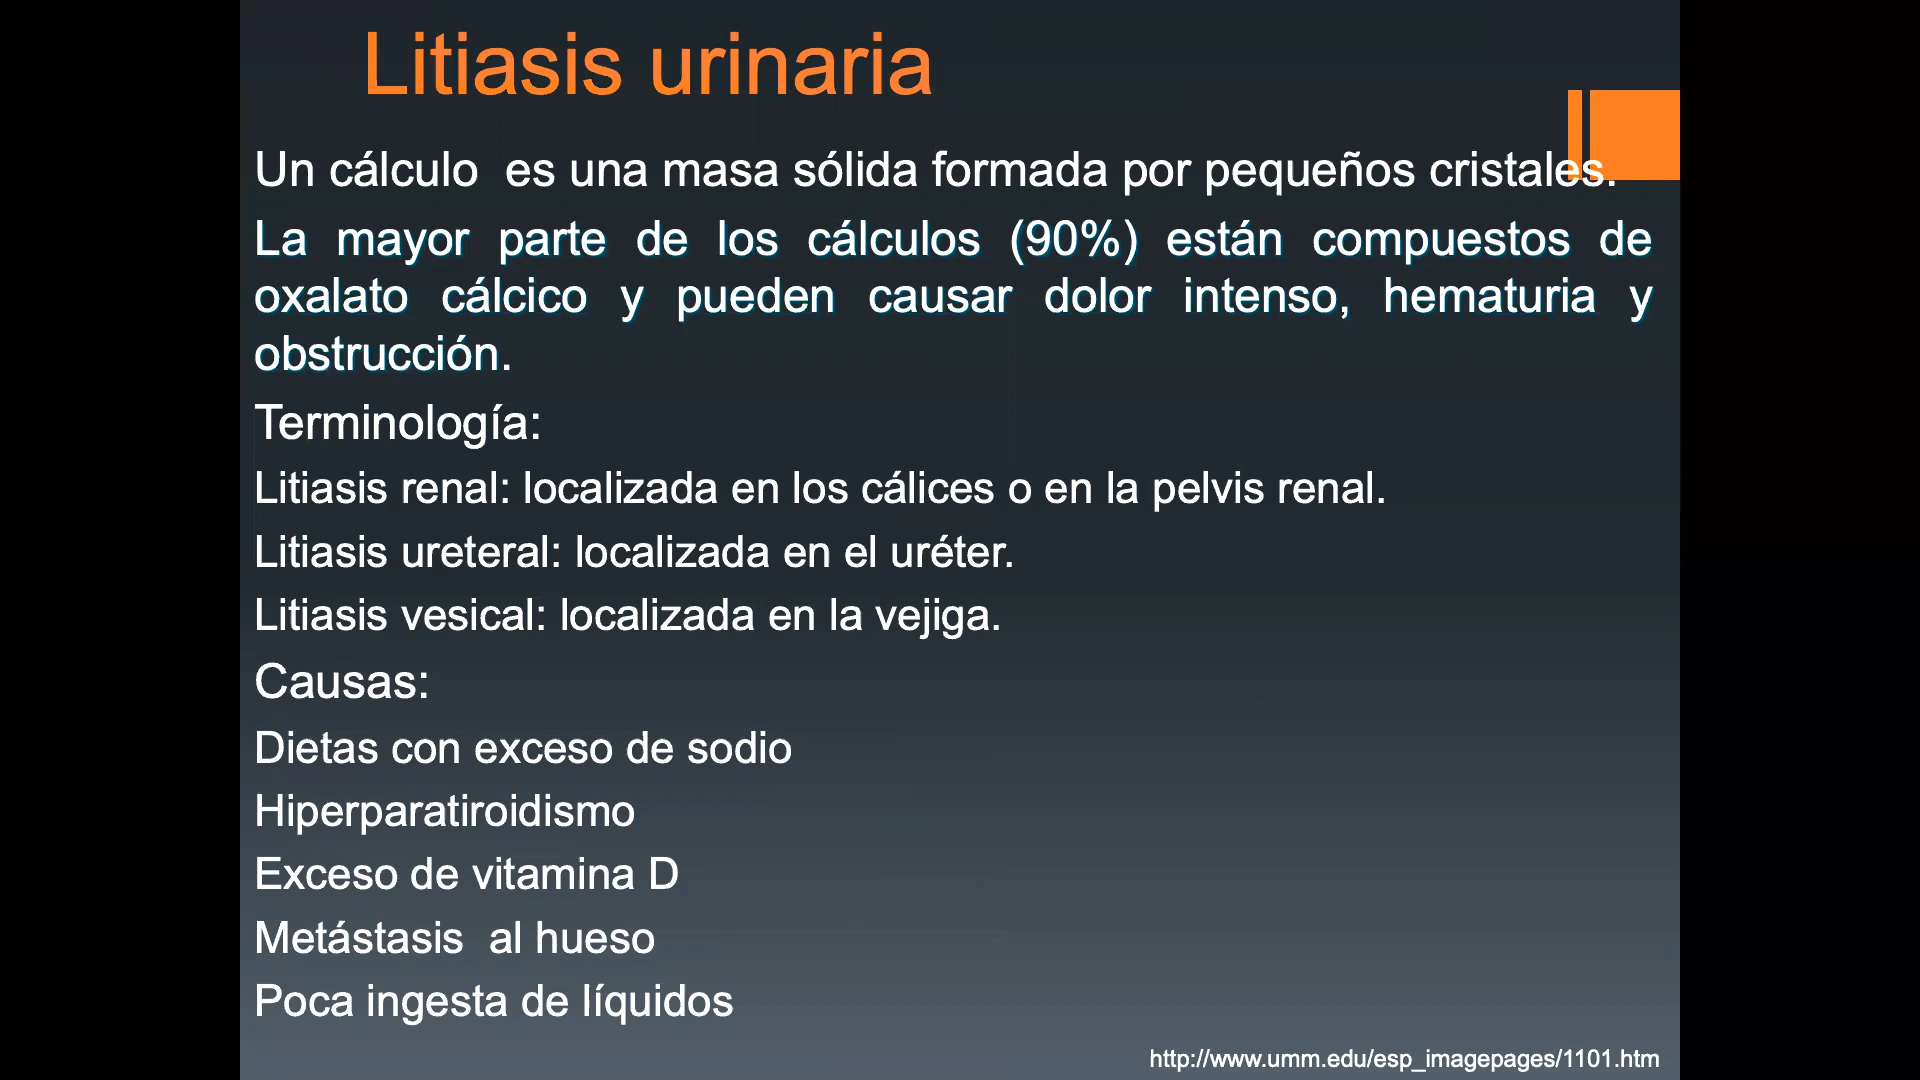 Litiasis urinaria
Un cálculo  es una masa sólida formada por pequeños cristales.
La mayor parte de los cálculos (90%) están compuestos de
oxalato cálcico y pueden causar dolor intenso, hematuria y
obstrucción.
Terminología:
Litiasis renal: localizada en los cálices o en la pelvis renal.
Litiasis ureteral: localizada en el uréter.
Litiasis vesical: localizada en la vejiga.
Causas:
Dietas con exceso de sodio
Hiperparatiroidismo
Exceso de vitamina D
Metástasis  al hueso
Poca ingesta de líquidos
http://www.umm.edu/esp_imagepages/1101.htm